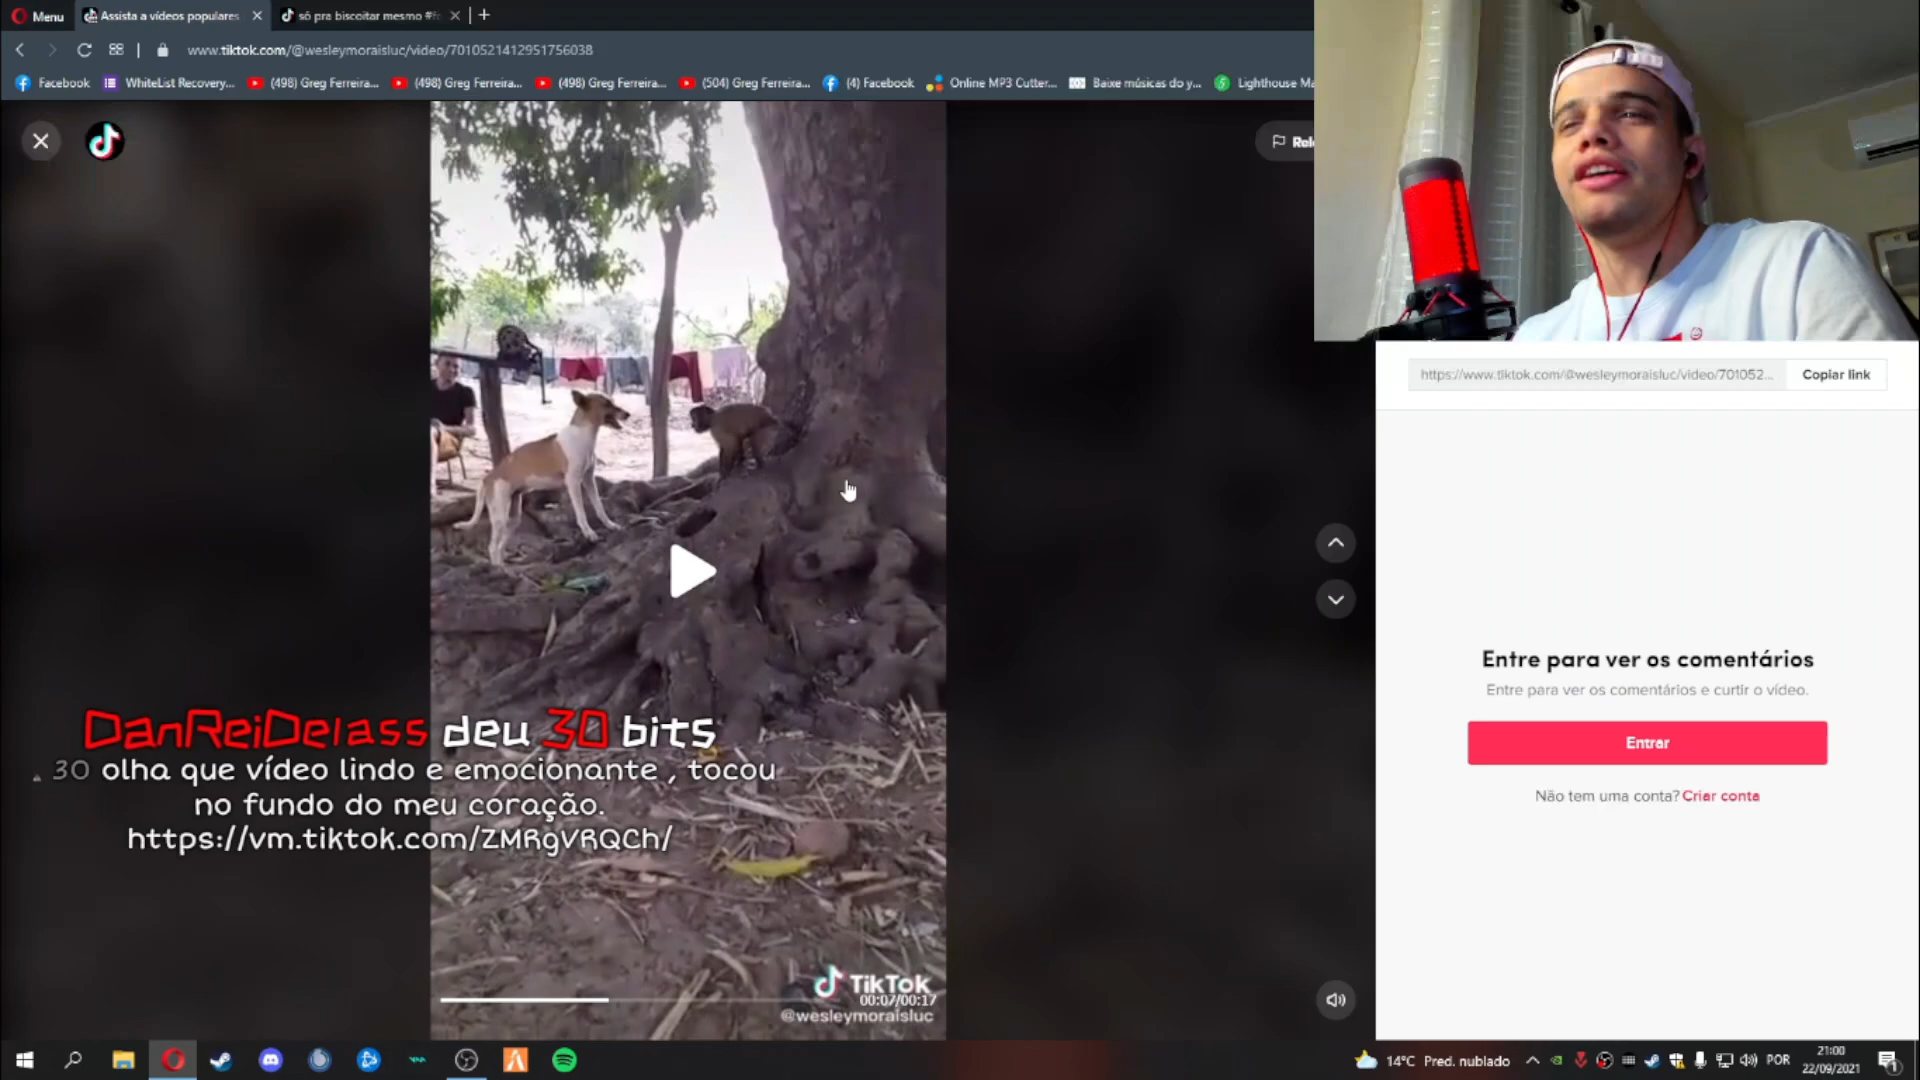 Menu
Assista a vídeos populares
só pra biscoitar mesmo #f
www.tiktok.com/@wesleymoraisluc/video/7010521412951756038
Facebook
WhiteList Recovery...
(498) Greg Ferreira...
(498) Greg Ferreira...
(498) Greg Ferreira...
(504) Greg Ferreira...
(4) Facebook
Online MP3 Cutter...
Baixe músicas do y...
Lighthouse Ma
Rela
https://www.tiktok.com/@wesleymoraisluc/video/701052...
Copiar link
Entre para ver os comentários
Entre para ver os comentários e curtir o vídeo.
Entrar
Não tem uma conta? Criar conta
DanReiDelass deu 30 bits
30 olha que vídeo lindo e emocionante , tocou
no fundo do meu coração.
https://vm.tiktok.com/ZMRgVRQCh/
TikTok
00:07/00:17
@wesleymoraisluc
14°C Pred. nublado
POR
21:00
22/09/2021